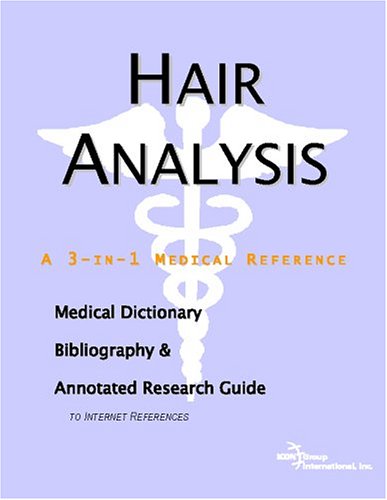 HAIR
ANALYSIS
A 3-IN-1 MEDICAL REFERENCE
Medical Dictionary
Bibliography &
Annotated Research Guide
TO INTERNET REFERENCES
ICON Group
International, Inc.